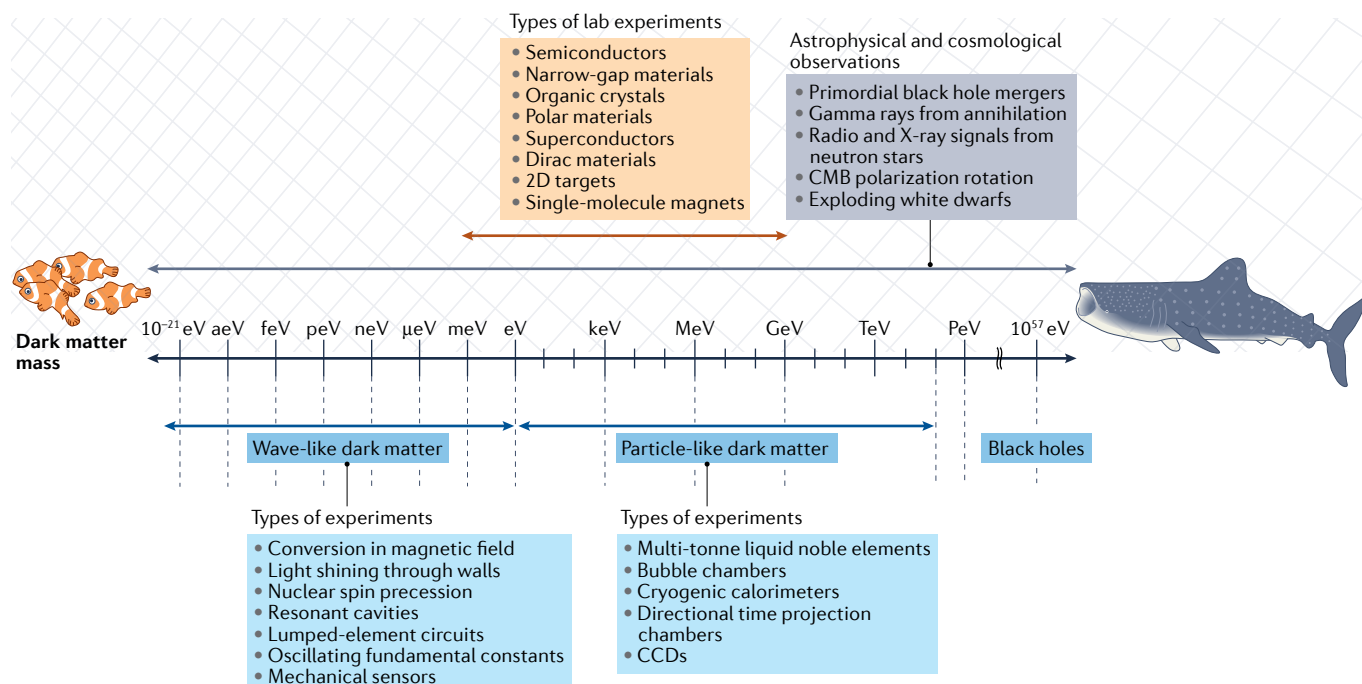 Types of lab experiments
• Semiconductors
• Narrow-gap materials
• Organic crystals
• Polar materials
• Superconductors
• Dirac materials
• 2D targets
• Single-molecule magnets
Astrophysical and cosmological
observations
• Primordial black hole mergers
• Gamma rays from annihilation
• Radio and X-ray signals from
neutron stars
• CMB polarization rotation
• Exploding white dwarfs
Dark matter
mass
10⁻²¹ eV aeV feV peV neV μeV meV eV keV MeV GeV TeV PeV 10⁵⁷ eV
Wave-like dark matter
Particle-like dark matter
Black holes
Types of experiments
• Conversion in magnetic field
• Light shining through walls
• Nuclear spin precession
• Resonant cavities
• Lumped-element circuits
• Oscillating fundamental constants
• Mechanical sensors
Types of experiments
• Multi-tonne liquid noble elements
• Bubble chambers
• Cryogenic calorimeters
• Directional time projection
chambers
• CCDs